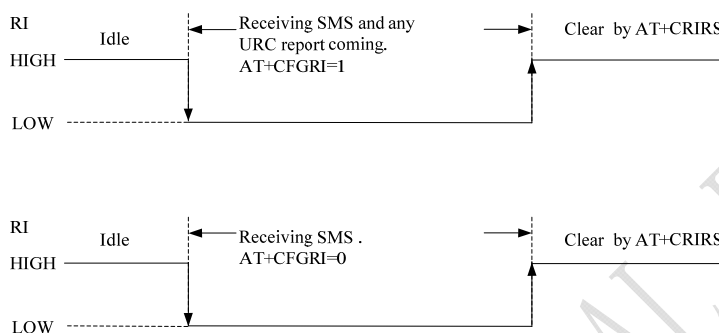 RI
Idle
Receiving SMS and any
URC report coming.
AT+CFGRI=1
Clear by AT+CRIRS
HIGH
LOW
RI
Idle
Receiving SMS .
AT+CFGRI=0
Clear by AT+CRIRS
HIGH
LOW